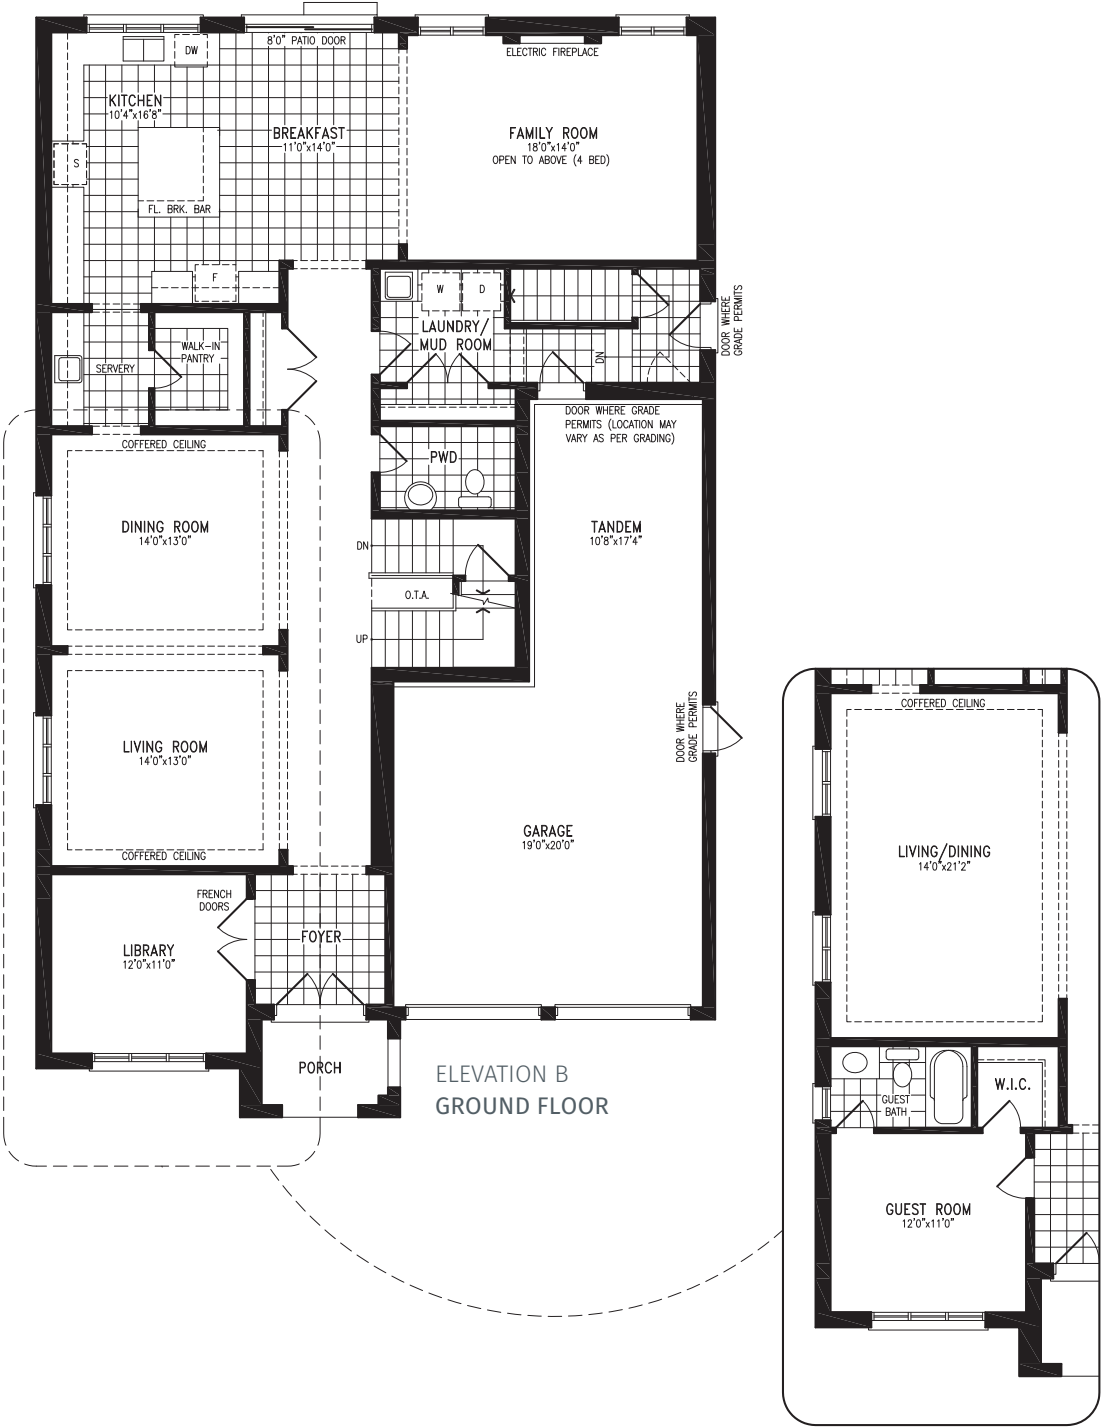 8'0" PATIO DOOR
DW
ELECTRIC FIREPLACE
KITCHEN
10'4"x16'8"
BREAKFAST
11'0"x14'0"
FAMILY ROOM
18'0"x14'0"
OPEN TO ABOVE (4 BED)
S
FL. BRK. BAR
F
W
D
LAUNDRY/
MUD ROOM
DOOR WHERE
GRADE PERMITS
WALK-IN
PANTRY
SERVERY
DN
DOOR WHERE GRADE
PERMITS (LOCATION MAY
VARY AS PER GRADING)
COFFERED CEILING
PWD
DINING ROOM
14'0"x13'0"
TANDEM
10'8"x17'4"
DN
O.T.A.
UP
DOOR WHERE
GRADE PERMITS
LIVING ROOM
14'0"x13'0"
COFFERED CEILING
GARAGE
19'0"x20'0"
FRENCH
DOORS
LIBRARY
12'0"x11'0"
FOYER
PORCH
ELEVATION B
GROUND FLOOR
COFFERED CEILING
LIVING/DINING
14'0"x21'2"
GUEST
BATH
W.I.C.
GUEST ROOM
12'0"x11'0"